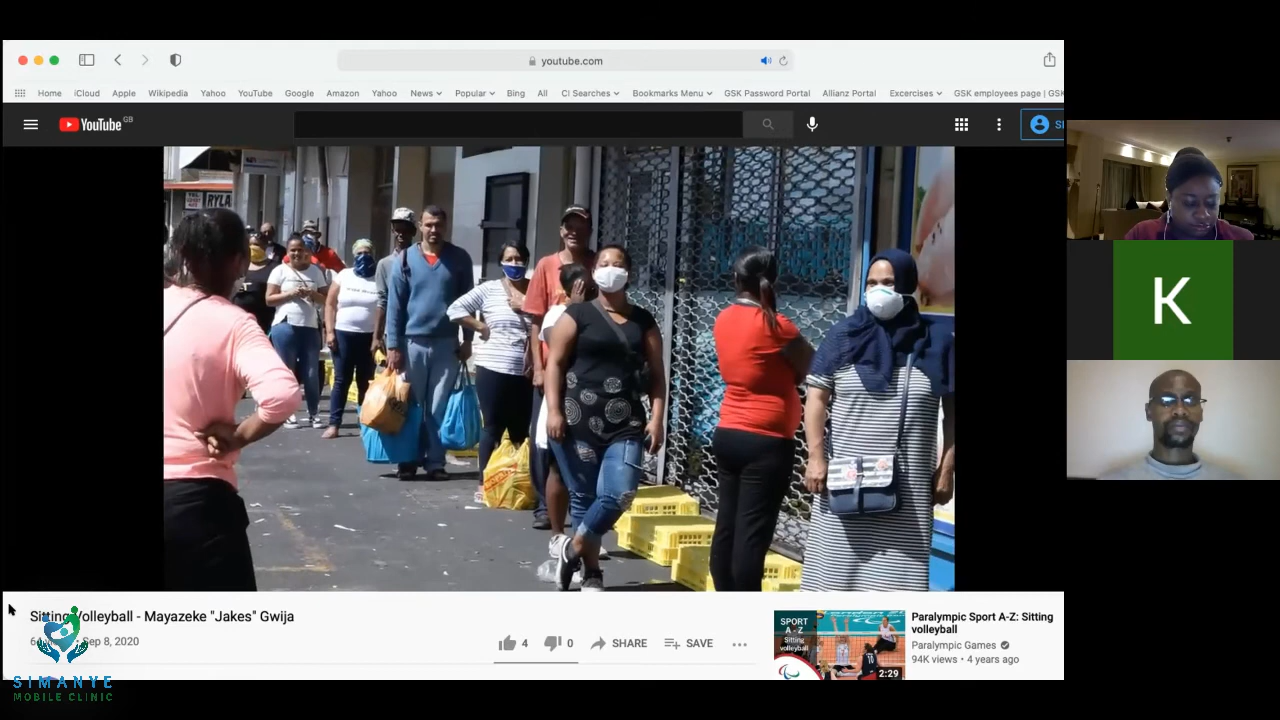 youtube.com
Home iCloud Apple Wikipedia Yahoo YouTube Google Amazon Yahoo News Popular Bing All CI Searches Bookmarks Menu GSK Password Portal Allianz Portal Excercises GSK employees page | GSK
YouTube GB
RYLA
K
Sitting Volleyball - Mayazeke "Jakes" Gwija
Sep 8, 2020
4 0 SHARE SAVE
SPORT
A - Z
Sitting
volleyball
2:29
Paralympic Sport A-Z: Sitting
volleyball
Paralympic Games
94K views • 4 years ago
SIMANYE
MOBILE CLINIC